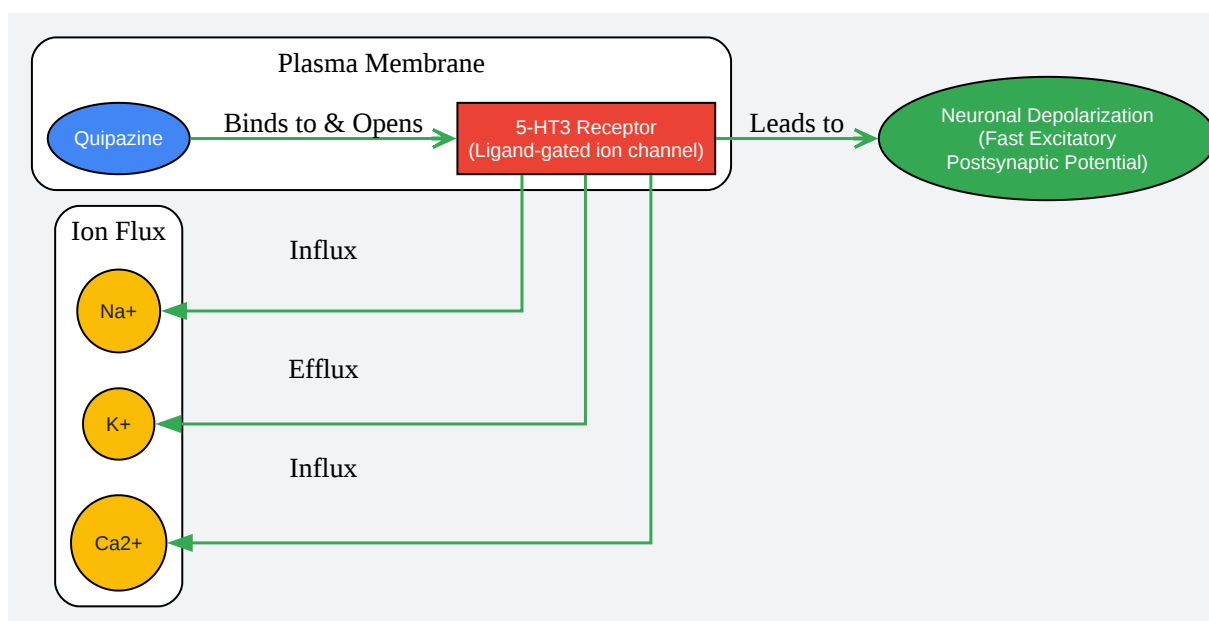 Plasma Membrane
Quipazine
Binds to & Opens
5-HT3 Receptor
(Ligand-gated ion channel)
Leads to
Neuronal Depolarization
(Fast Excitatory
Postsynaptic Potential)
Ion Flux
Influx
Na+
Efflux
K+
Influx
Ca2+